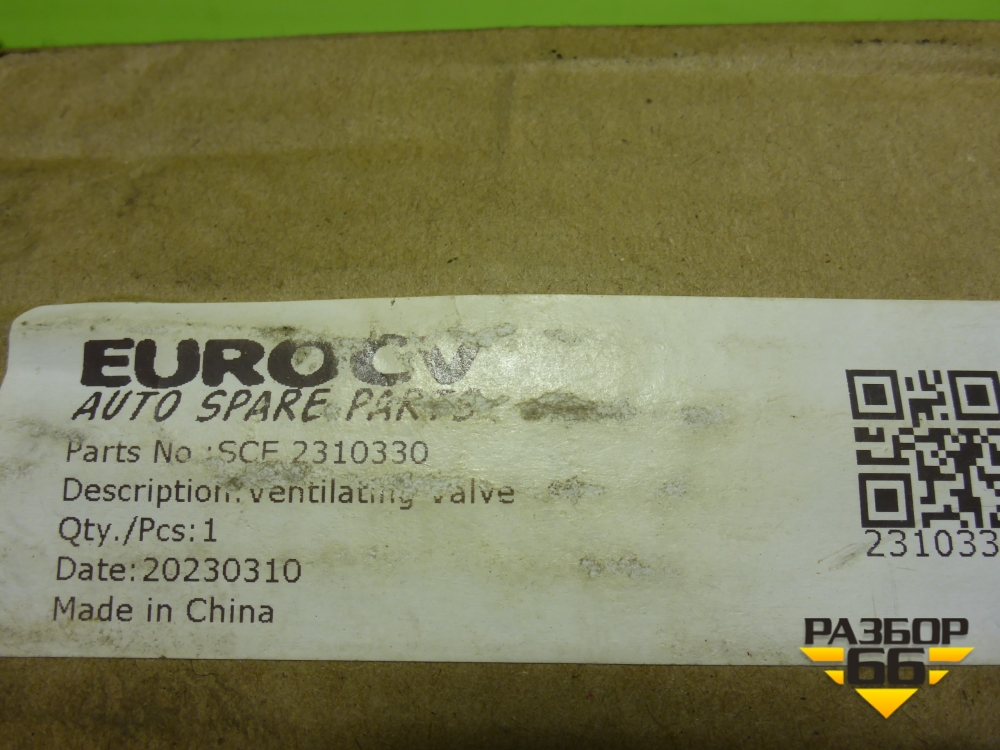 EURO CV
AUTO SPARE PARTS
Parts No.:SCE 2310330
Description:ventilating valve
Qty./Pcs:1
Date:20230310
Made in China
231033
РАЗБОР
66